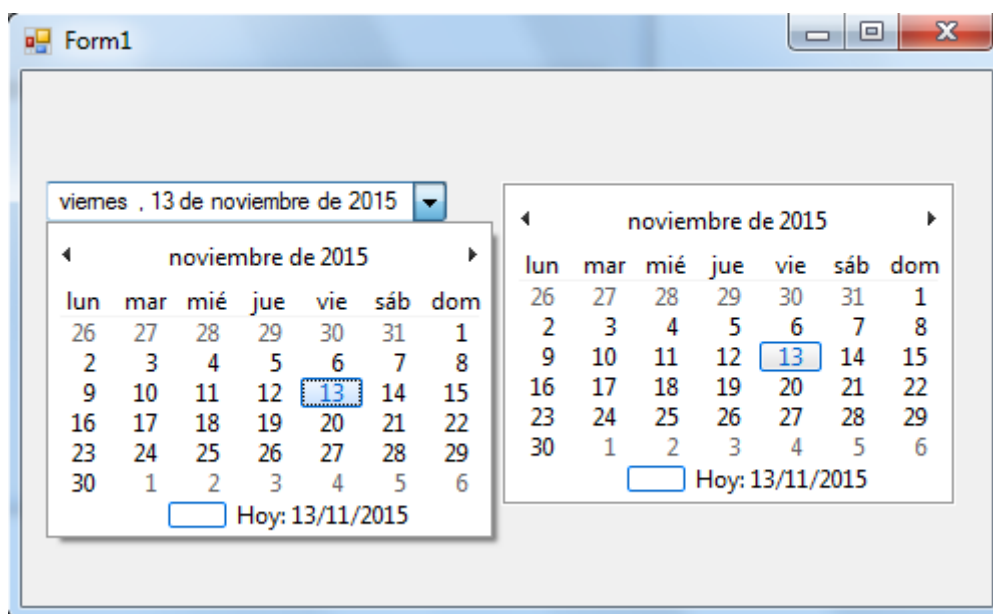 Form1
viernes , 13 de noviembre de 2015
noviembre de 2015
lun mar mié jue vie sáb dom
26 27 28 29 30 31 1
2 3 4 5 6 7 8
9 10 11 12 13 14 15
16 17 18 19 20 21 22
23 24 25 26 27 28 29
30 1 2 3 4 5 6
Hoy: 13/11/2015
noviembre de 2015
lun mar mié jue vie sáb dom
26 27 28 29 30 31 1
2 3 4 5 6 7 8
9 10 11 12 13 14 15
16 17 18 19 20 21 22
23 24 25 26 27 28 29
30 1 2 3 4 5 6
Hoy: 13/11/2015